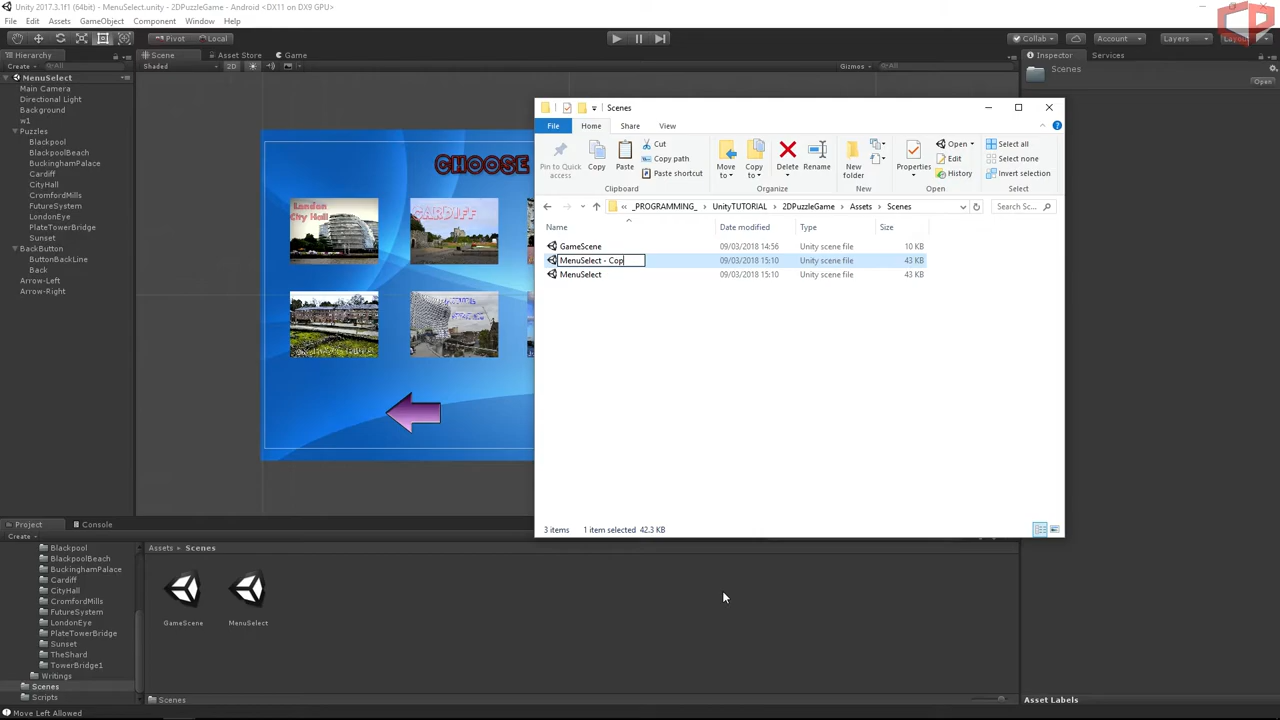 Unity 2017.3.1f1 (64bit) - MenuSelect.unity - 2DPuzzleGame - Android <DX11 on DX9 GPU>
File Edit Assets GameObject Component Window Help
Pivot Local Collab Account Layers
Hierarchy Scene Asset Store Game Inspector Services
Create All Shaded 2D Gizmos All Scenes
Open
MenuSelect
Main Camera
Directional Light
Background
w1
Puzzles
Blackpool
BlackpoolBeach
BuckinghamPalace
Cardiff
CityHall
CromfordMills
FutureSystem
LondonEye
PlateTowerBridge
Sunset
BackButton
ButtonBackLine
Back
Arrow-Left
Arrow-Right
CHOOSE
London
City Hall
CARDIFF
Scenes
File Home Share View
Pin to Quick access
Copy
Paste
Cut
Copy path
Paste shortcut
Move to
Copy to
Delete
Rename
New folder
Properties
Open
Edit
History
Select all
Select none
Invert selection
Clipboard Organize New Open Select
« _PROGRAMMING_ > UnityTUTORIAL > 2DPuzzleGame > Assets > Scenes
Search Sc...
Name Date modified Type Size
GameScene 09/03/2018 14:56 Unity scene file 10 KB
MenuSelect - Cop 09/03/2018 15:10 Unity scene file 43 KB
MenuSelect 09/03/2018 15:10 Unity scene file 43 KB
3 items 1 item selected 42.3 KB
Project Console
Create
Blackpool
BlackpoolBeach
BuckinghamPalace
Cardiff
CityHall
CromfordMills
FutureSystem
LondonEye
PlateTowerBridge
Sunset
TheShard
TowerBridge1
Writings
Scenes
Scripts
Assets > Scenes
GameScene MenuSelect
Scenes
Asset Labels
Move Left Allowed